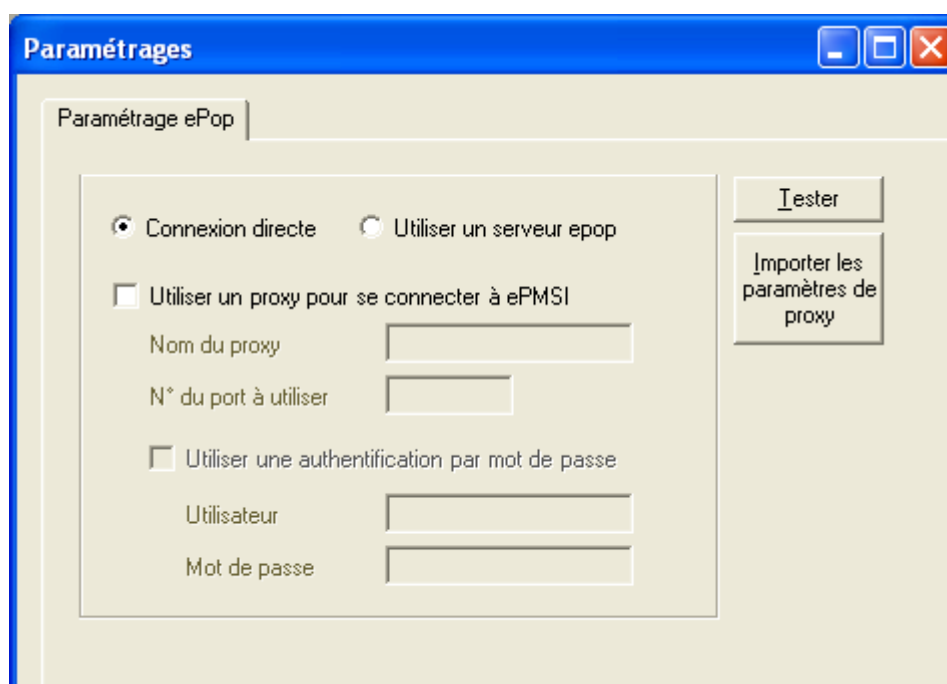 Paramétrages
Paramétrage ePop
Connexion directe
Utiliser un serveur epop
Tester
Importer les
paramètres de
proxy
Utiliser un proxy pour se connecter à ePMSI
Nom du proxy
N° du port à utiliser
Utiliser une authentification par mot de passe
Utilisateur
Mot de passe